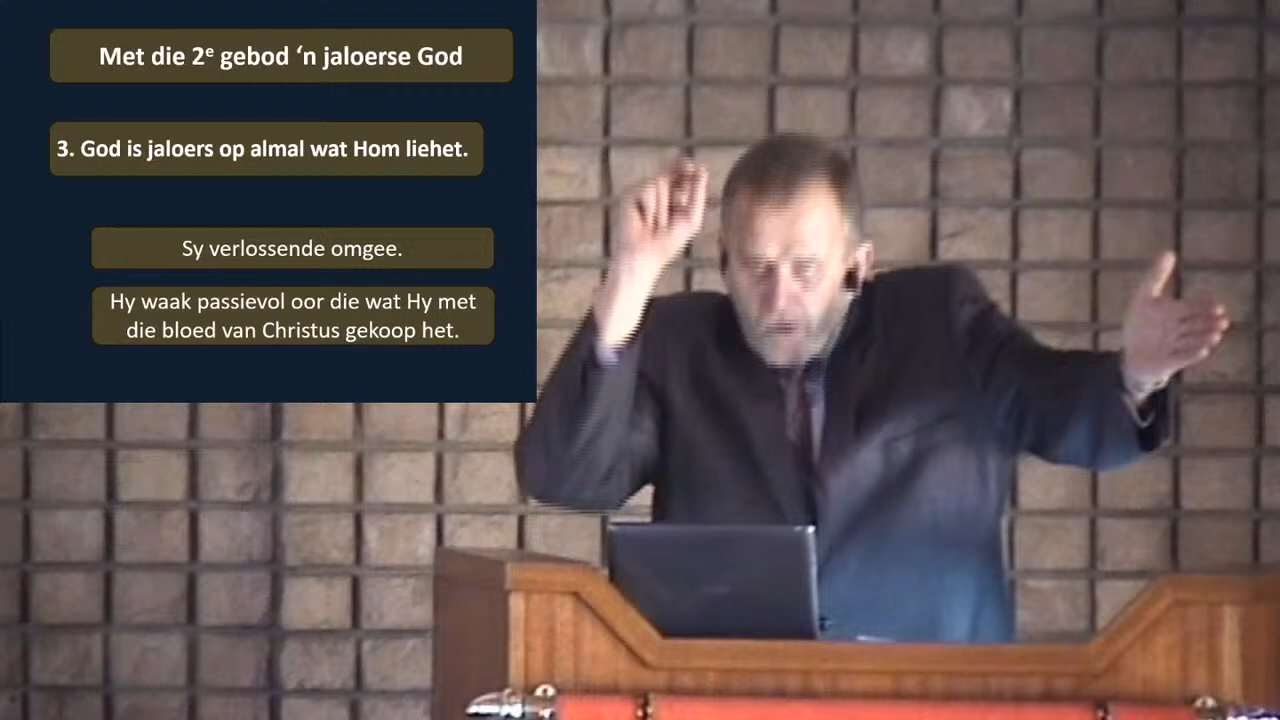 Met die 2e gebod ‘n jaloerse God
3. God is jaloers op almal wat Hom liehet.
Sy verlossende omgee.
Hy waak passievol oor die wat Hy met
die bloed van Christus gekoop het.